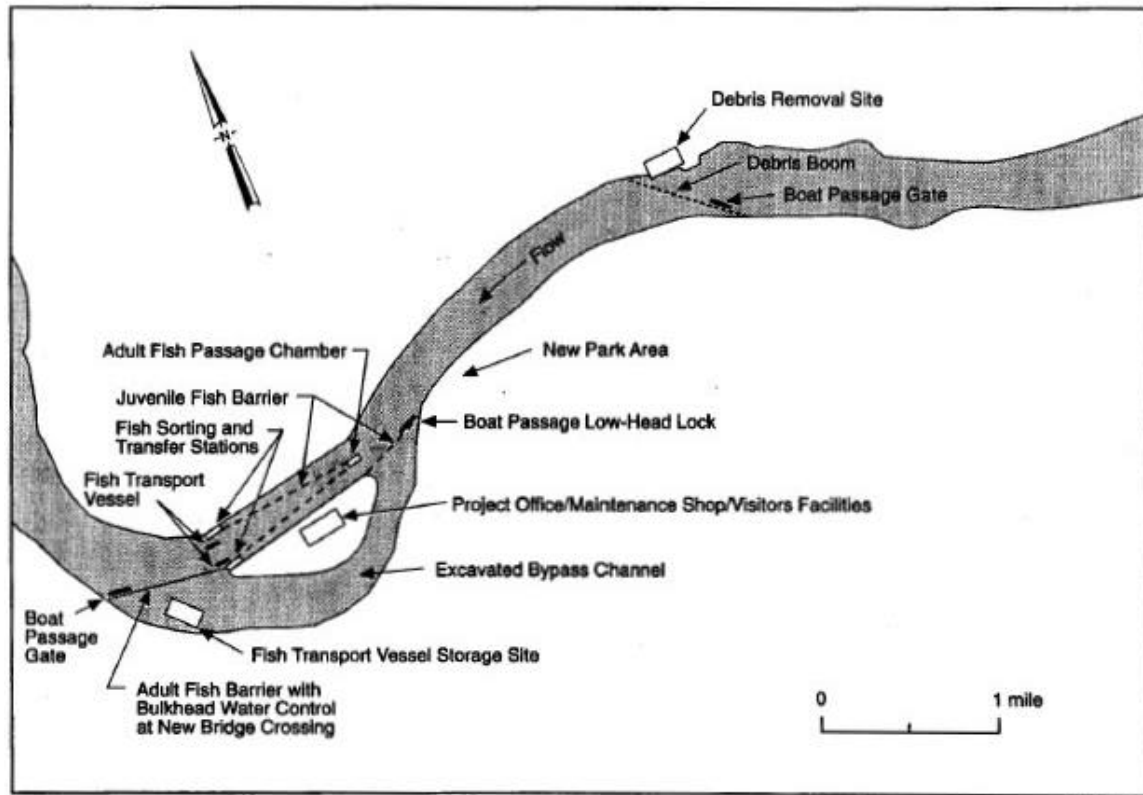 Debris Removal Site
Debris Boom
Boat Passage Gate
N
Flow
Adult Fish Passage Chamber
New Park Area
Juvenile Fish Barrier
Boat Passage Low-Head Lock
Fish Sorting and
Transfer Stations
Fish Transport
Vessel
Project Office/Maintenance Shop/Visitors Facilities
Excavated Bypass Channel
Boat
Passage
Gate
Fish Transport Vessel Storage Site
Adult Fish Barrier with
Bulkhead Water Control
at New Bridge Crossing
0 1 mile